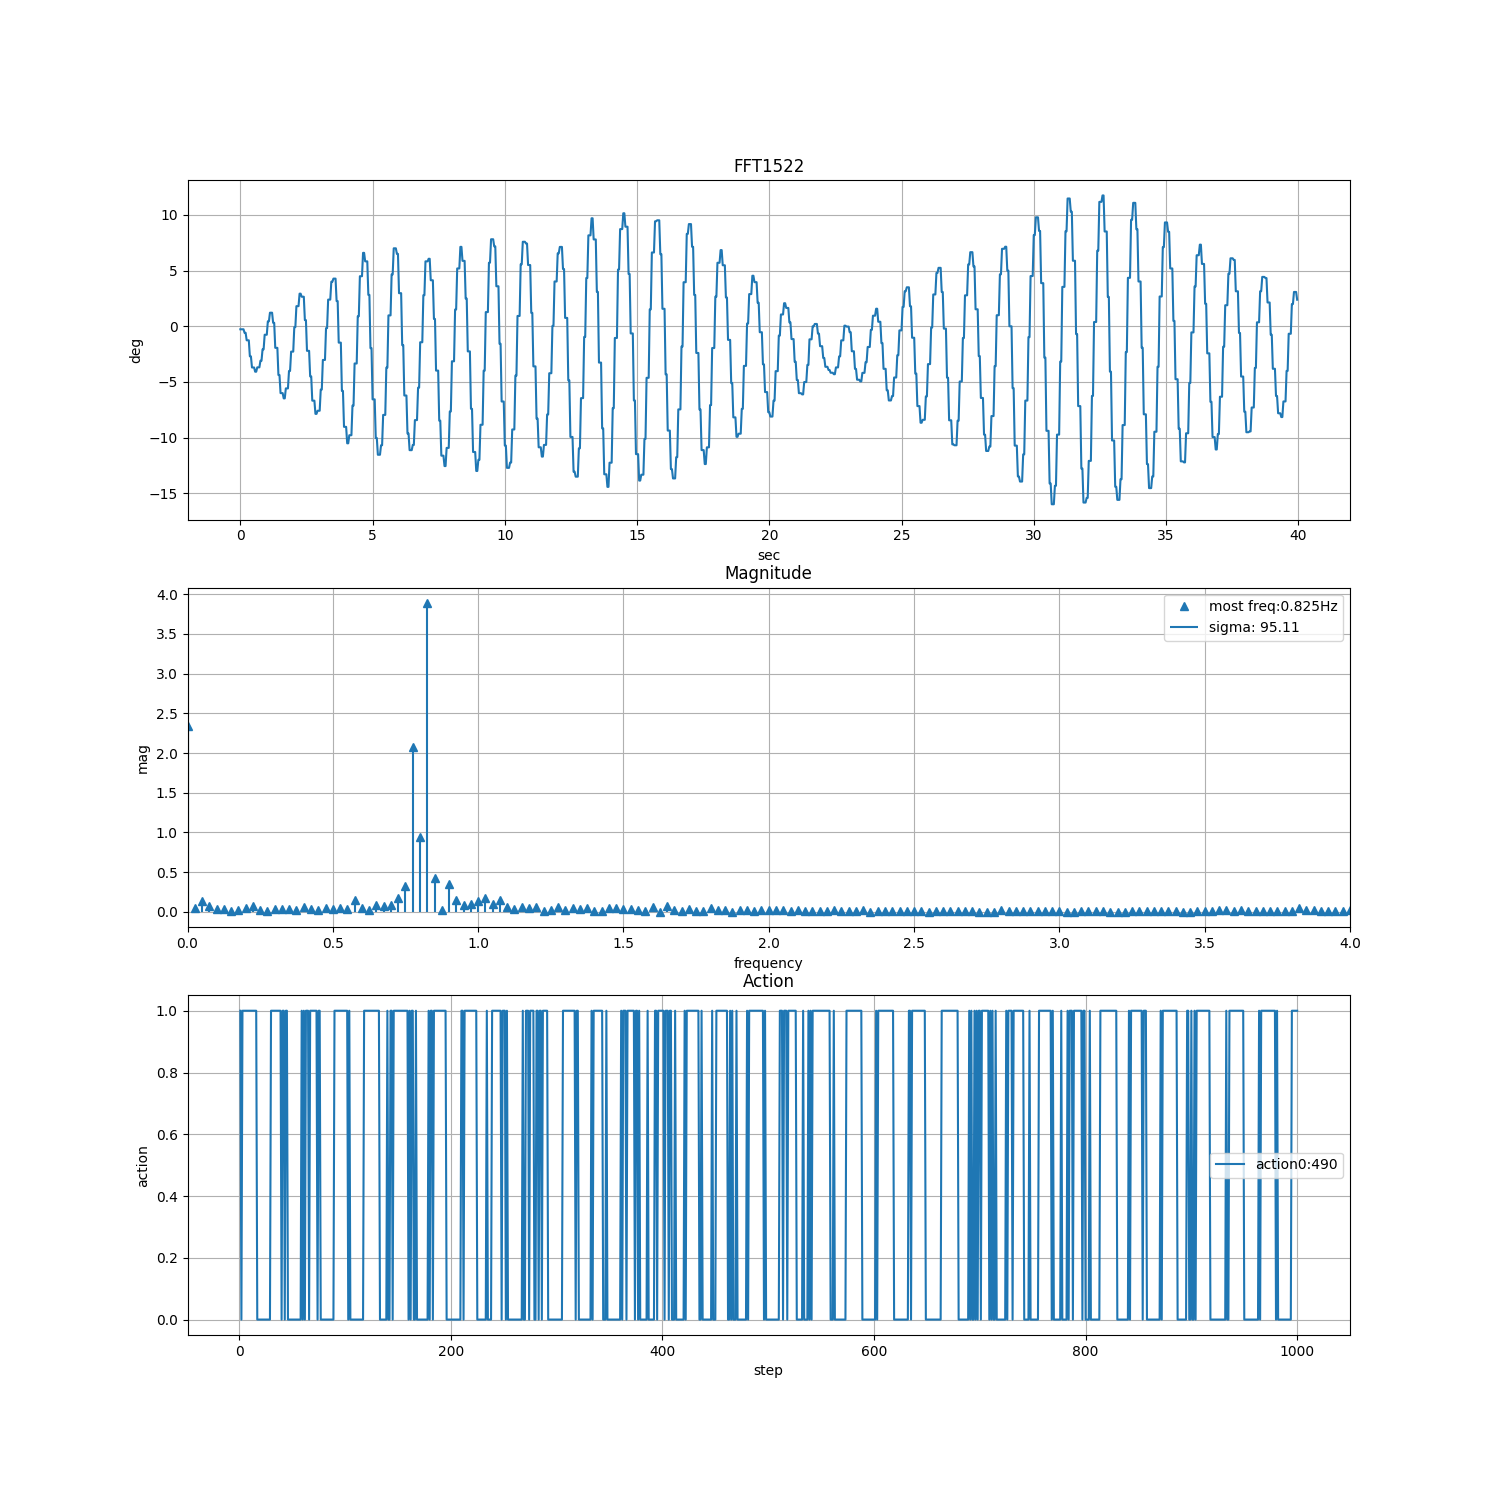 FFT1522
10
5
0
−5
−10
−15
deg
0 5 10 15 20 25 30 35 40
sec
Magnitude
4.0
3.5
3.0
2.5
2.0
1.5
1.0
0.5
0.0
mag
most freq:0.825Hz
sigma: 95.11
0.0 0.5 1.0 1.5 2.0 2.5 3.0 3.5 4.0
frequency
Action
1.0
0.8
0.6
0.4
0.2
0.0
action
action0:490
0 200 400 600 800 1000
step